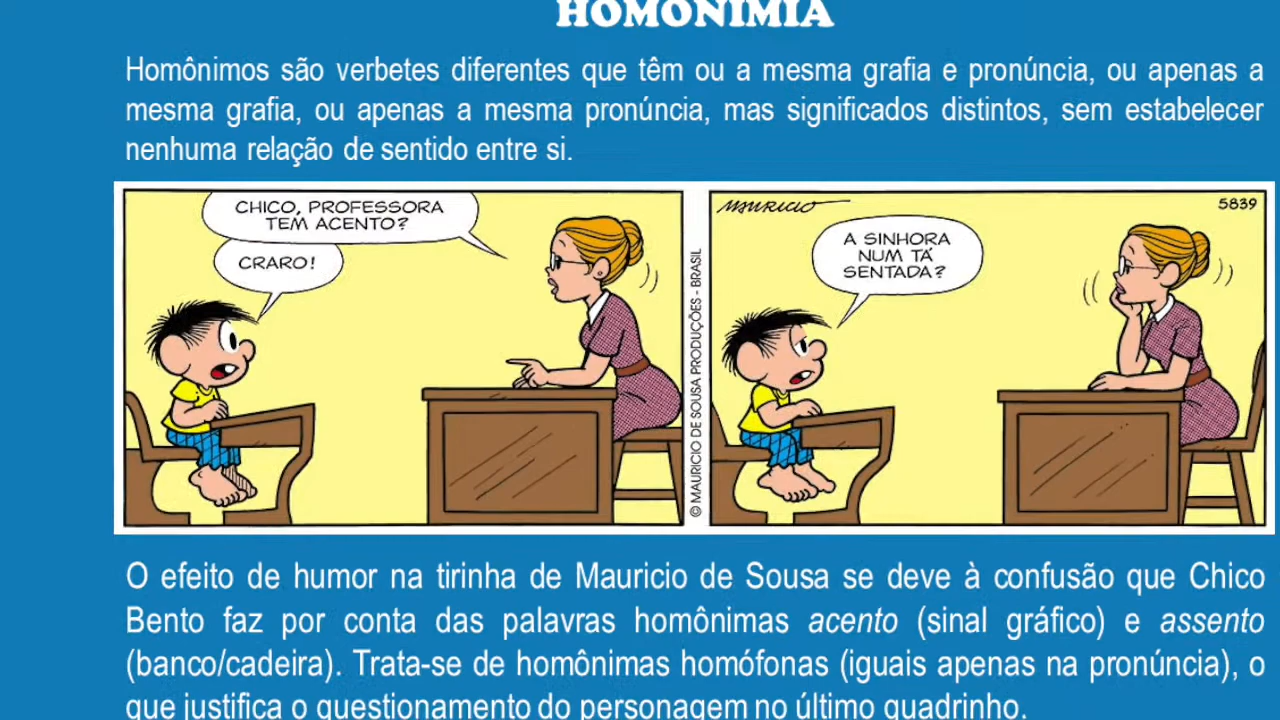 HOMONÍMIA
Homônimos são verbetes diferentes que têm ou a mesma grafia e pronúncia, ou apenas a
mesma grafia, ou apenas a mesma pronúncia, mas significados distintos, sem estabelecer
nenhuma relação de sentido entre si.
CHICO, PROFESSORA
TEM ACENTO?
CRARO!
© MAURICIO DE SOUSA PRODUÇÕES - BRASIL
MAURICIO
5839
A SINHORA
NUM TÁ
SENTADA?
O efeito de humor na tirinha de Mauricio de Sousa se deve à confusão que Chico
Bento faz por conta das palavras homônimas acento (sinal gráfico) e assento
(banco/cadeira). Trata-se de homônimas homófonas (iguais apenas na pronúncia), o
que justifica o questionamento do personagem no último quadrinho.